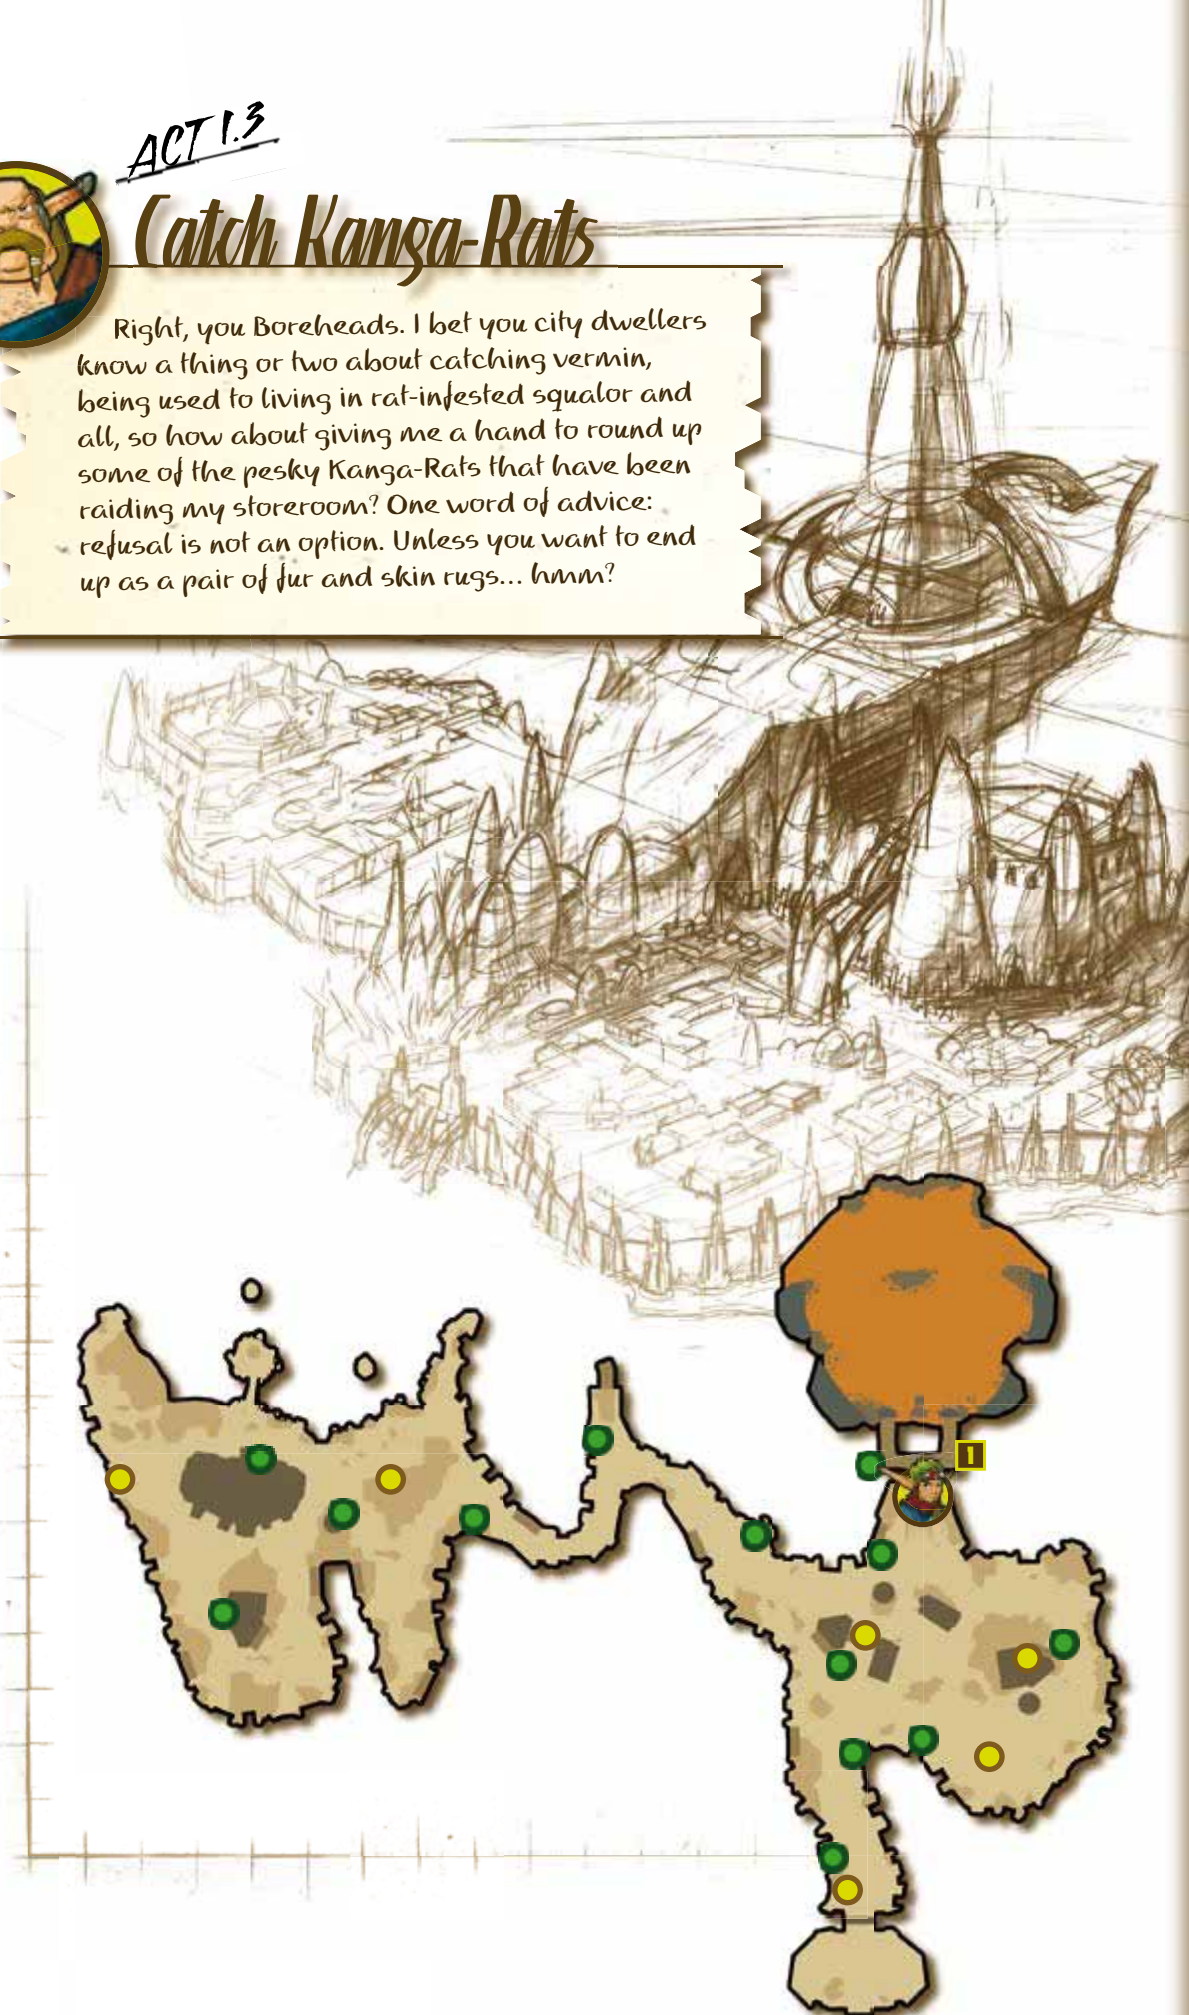 ACT 1.3
Catch Kanga-Rats
Right, you Boreheads. I bet you city dwellers
know a thing or two about catching vermin,
being used to living in rat-infested squalor and
all, so how about giving me a hand to round up
some of the pesky Kanga-Rats that have been
raiding my storeroom? One word of advice:
refusal is not an option. Unless you want to end
up as a pair of fur and skin rugs... hmm?
1